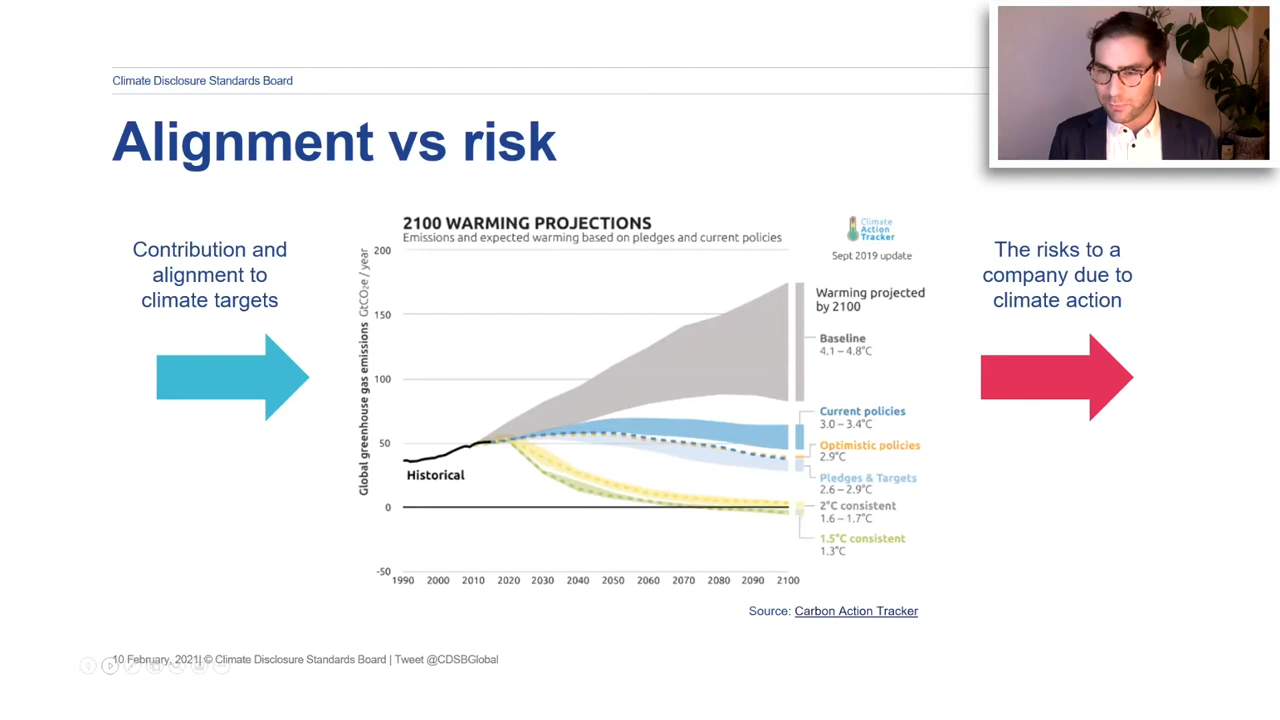 Climate Disclosure Standards Board
Alignment vs risk
Contribution and
alignment to
climate targets
2100 WARMING PROJECTIONS
Emissions and expected warming based on pledges and current policies
Climate
Action
Tracker
Sept 2019 update
Global greenhouse gas emissions GtCO₂e / year
200
150
100
50
0
-50
Historical
1990 2000 2010 2020 2030 2040 2050 2060 2070 2080 2090 2100
Warming projected
by 2100
Baseline
4.1 – 4.8°C
Current policies
3.0 – 3.4°C
Optimistic policies
2.9°C
Pledges & Targets
2.6 – 2.9°C
2°C consistent
1.6 – 1.7°C
1.5°C consistent
1.3°C
The risks to a
company due to
climate action
Source: Carbon Action Tracker
10 February, 2021| © Climate Disclosure Standards Board | Tweet @CDSBGlobal